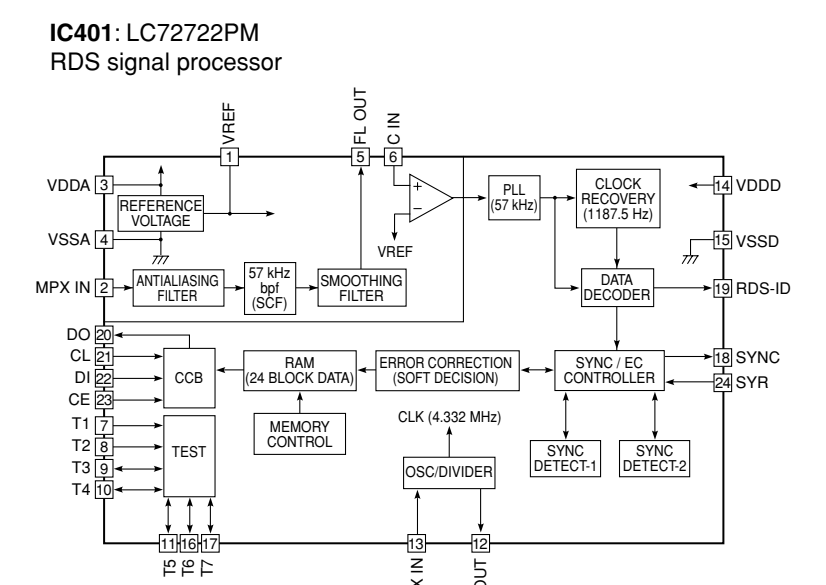 IC401: LC72722PM
RDS signal processor
VREF
FL OUT
C IN
1
5
6
VDDA 3
REFERENCE
VOLTAGE
VSSA 4
+
–
VREF
PLL
(57 kHz)
CLOCK
RECOVERY
(1187.5 Hz)
14 VDDD
15 VSSD
MPX IN 2
ANTIALIASING
FILTER
57 kHz
bpf
(SCF)
SMOOTHING
FILTER
DATA
DECODER
19 RDS-ID
DO 20
CL 21
DI 22
CE 23
CCB
RAM
(24 BLOCK DATA)
ERROR CORRECTION
(SOFT DECISION)
SYNC / EC
CONTROLLER
18 SYNC
24 SYR
T1 7
T2 8
T3 9
T4 10
TEST
MEMORY
CONTROL
CLK (4.332 MHz)
OSC/DIVIDER
SYNC
DETECT-1
SYNC
DETECT-2
11
16
17
13
12
T5
T6
T7
IN